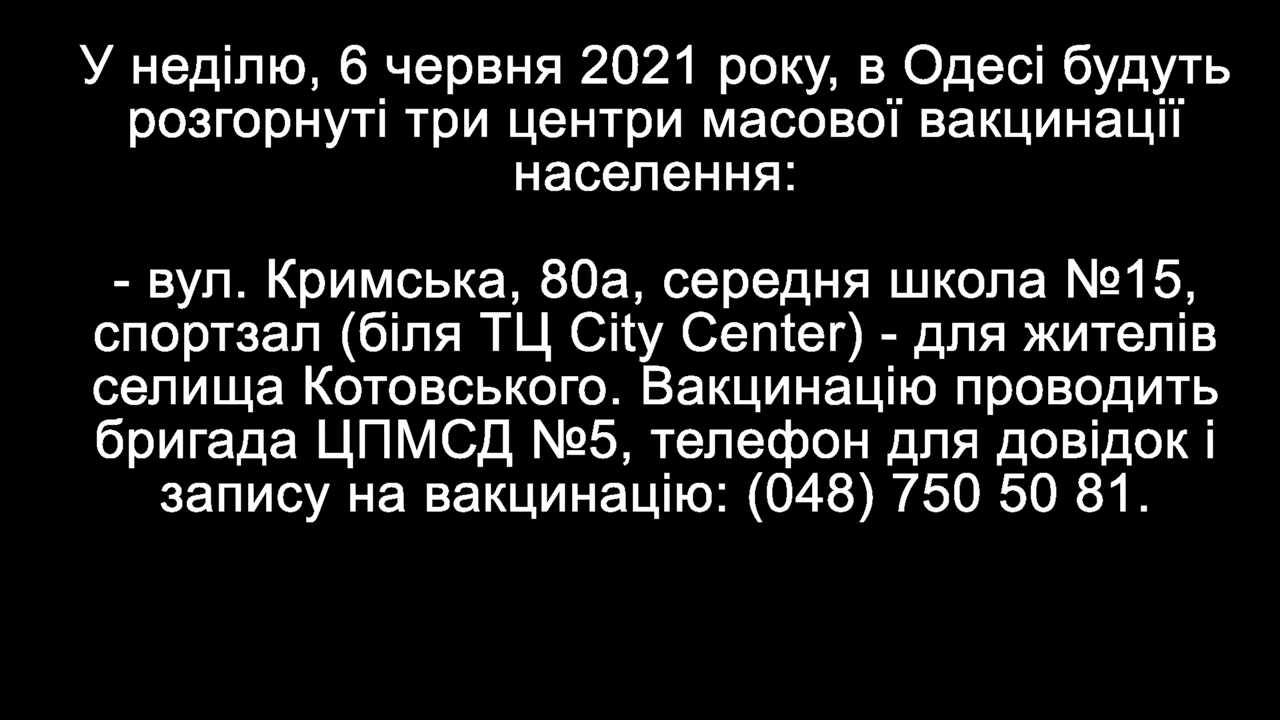 У неділю, 6 червня 2021 року, в Одесі будуть
розгорнуті три центри масової вакцинації
населення:
- вул. Кримська, 80а, середня школа №15,
спортзал (біля ТЦ City Center) - для жителів
селища Котовського. Вакцинацію проводить
бригада ЦПМСД №5, телефон для довідок і
запису на вакцинацію: (048) 750 50 81.